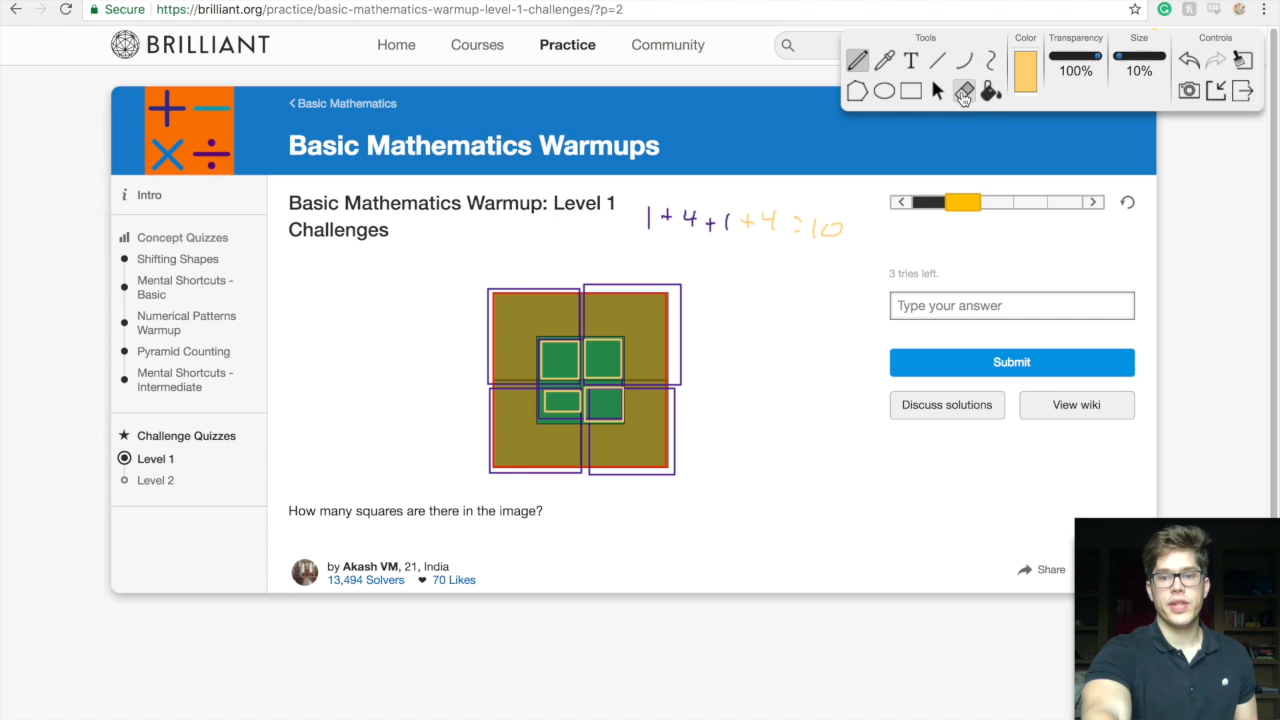 Secure
https://brilliant.org/practice/basic-mathematics-warmup-level-1-challenges/?p=2
BRILLIANT
Home
Courses
Practice
Community
Tools
Color
Transparency
Size
Controls
T
100%
10%
Basic Mathematics
Basic Mathematics Warmups
Intro
Concept Quizzes
Shifting Shapes
Mental Shortcuts -
Basic
Numerical Patterns
Warmup
Pyramid Counting
Mental Shortcuts -
Intermediate
Challenge Quizzes
Level 1
Level 2
Basic Mathematics Warmup: Level 1
Challenges
1+4+1+4=10
3 tries left.
Type your answer
Submit
Discuss solutions
View wiki
How many squares are there in the image?
by Akash VM, 21, India
13,494 Solvers
70 Likes
Share